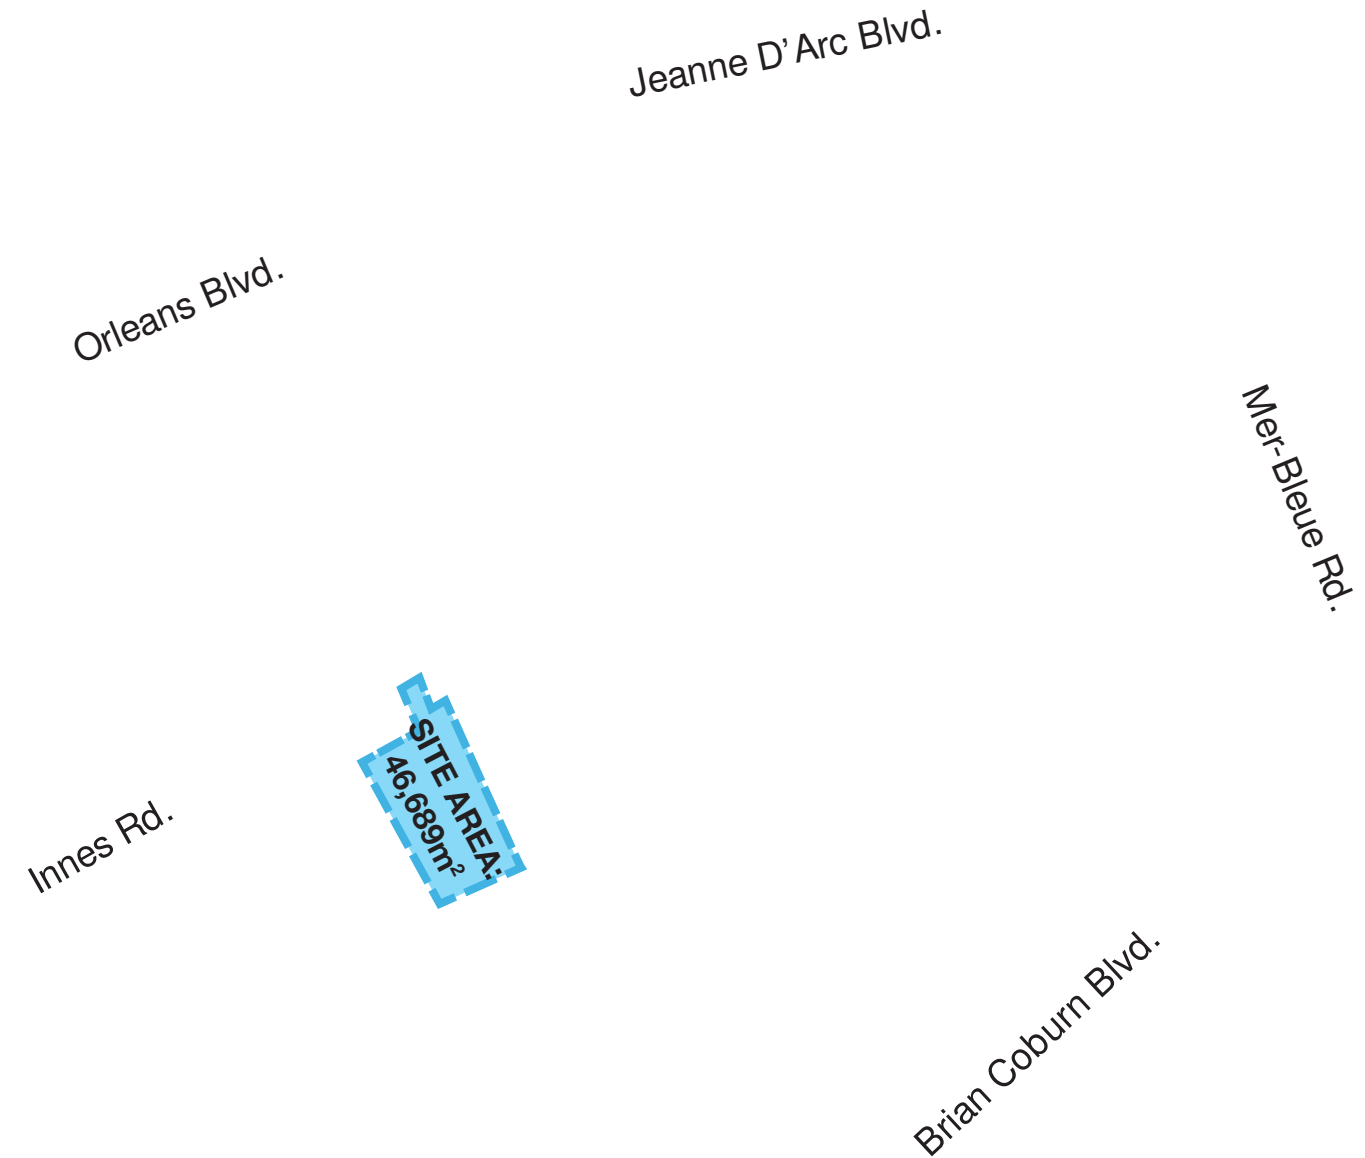 Jeanne D’Arc Blvd.
Orleans Blvd.
Mer-Bleue Rd.
SITE AREA:
46,689m²
Innes Rd.
Brian Coburn Blvd.